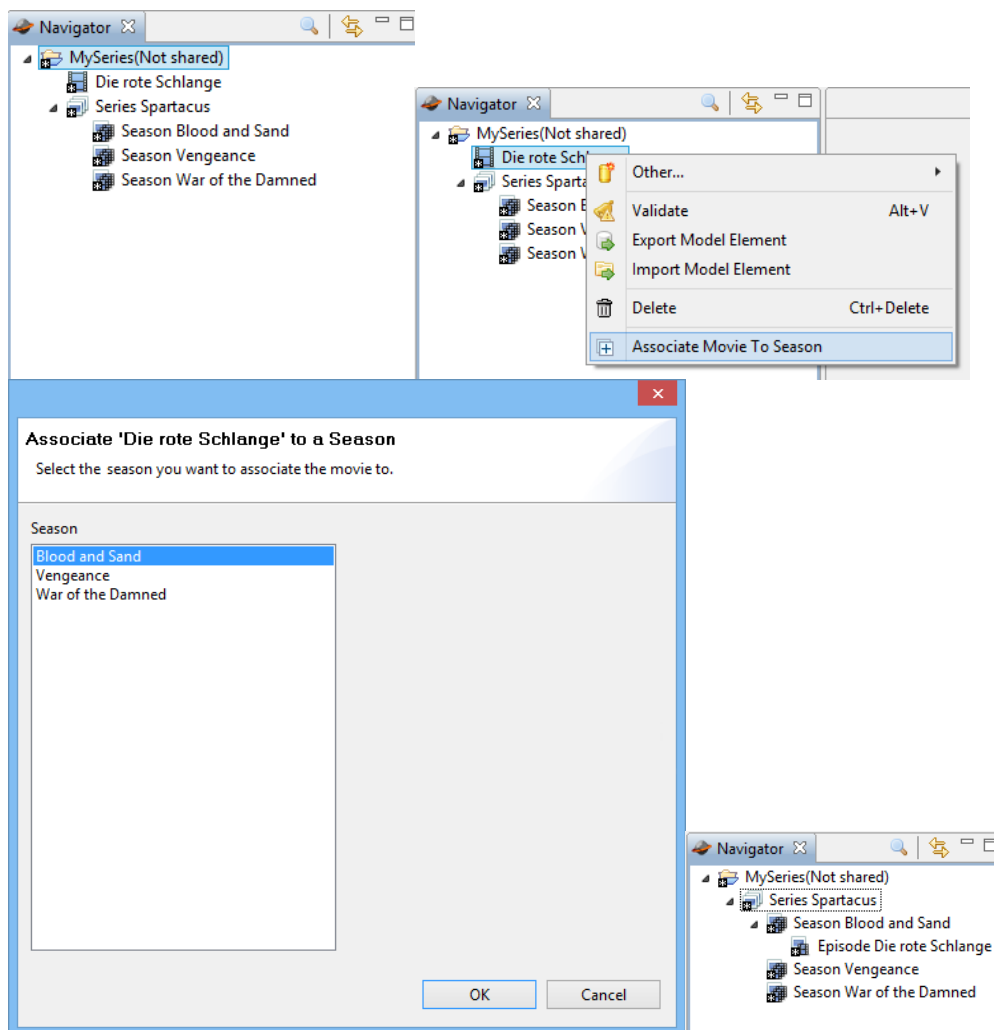 Navigator
MySeries(Not shared)
Die rote Schlange
Series Spartacus
Season Blood and Sand
Season Vengeance
Season War of the Damned
Navigator
MySeries(Not shared)
Die rote Sch
Series Sparta
Season
Season
Season
Other...
Validate Alt+V
Export Model Element
Import Model Element
Delete Ctrl+Delete
Associate Movie To Season
Associate 'Die rote Schlange' to a Season
Select the season you want to associate the movie to.
Season
Blood and Sand
Vengeance
War of the Damned
OK Cancel
Navigator
MySeries(Not shared)
Series Spartacus
Season Blood and Sand
Episode Die rote Schlange
Season Vengeance
Season War of the Damned